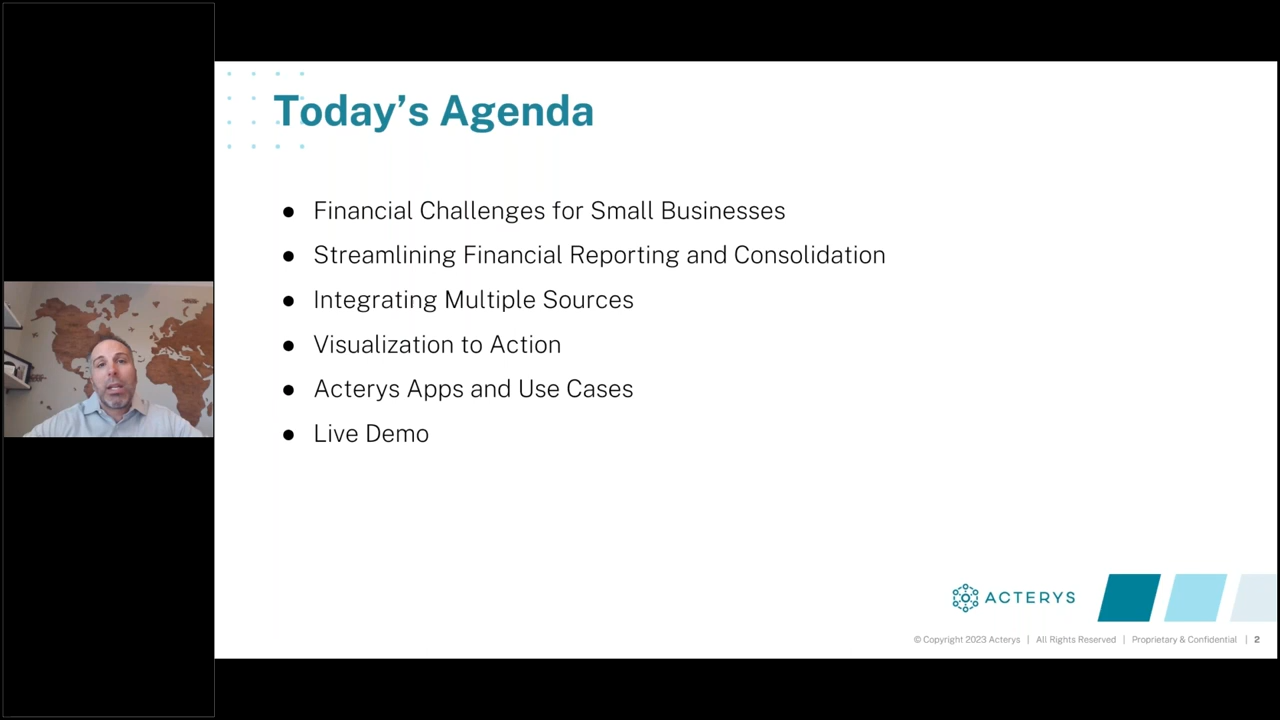 Today’s Agenda
● Financial Challenges for Small Businesses
● Streamlining Financial Reporting and Consolidation
● Integrating Multiple Sources
● Visualization to Action
● Acterys Apps and Use Cases
● Live Demo
ACTERYS
© Copyright 2023 Acterys | All Rights Reserved | Proprietary & Confidential | 2